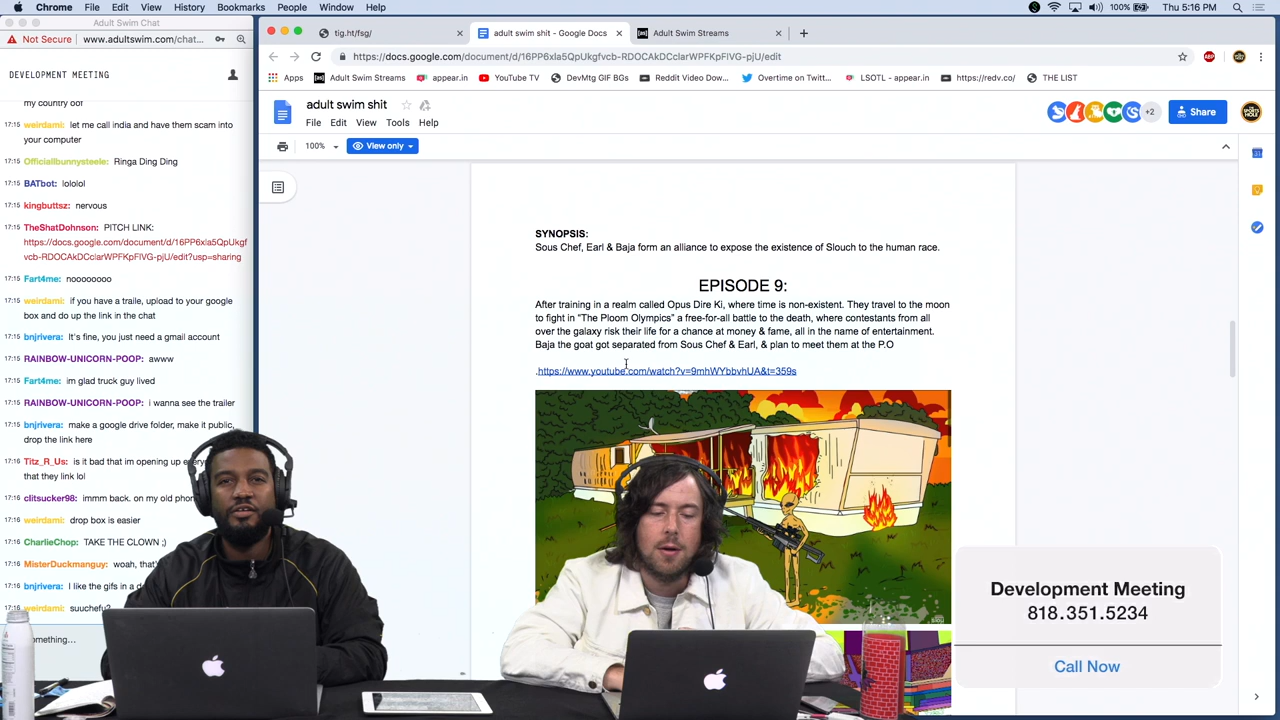 Chrome File Edit View History Bookmarks People Window Help
100% Thu 5:16 PM
Adult Swim Chat
Not Secure www.adultswim.com/chat…
DEVELOPMENT MEETING
my country oof
17:15 weirdami: let me call india and have them scam into
your computer
17:15 Officiallbunnysteele: Ringa Ding Ding
17:15 BATbot: lololol
17:15 kingbuttsz: nervous
17:15 TheShatDohnson: PITCH LINK:
https://docs.google.com/document/d/16PP6xla5QpUkgf
vcb-RDOCAkDCclarWPFKpFIVG-pjU/edit?usp=sharing
17:15 Fart4me: noooooooo
17:15 weirdami: if you have a traile, upload to your google
box and do up the link in the chat
17:15 bnjrivera: It's fine, you just need a gmail account
17:15 RAINBOW-UNICORN-POOP: awww
17:15 Fart4me: im glad truck guy lived
17:15 RAINBOW-UNICORN-POOP: i wanna see the trailer
17:15 bnjrivera: make a google drive folder, make it public,
drop the link here
17:16 Titz_R_Us: is it bad that im opening up
that they link lol
17:16 clitsucker98: immm back. on my old
17:16 weirdami: drop box is easier
17:16 CharlieChop: TAKE THE CLOWN ;)
17:16 MisterDuckmanguy: woah,
17:16 bnjrivera: I like the gifs in a
17:16 weirdami: suuchefu?
omething...
tig.ht/fsg/
adult swim shit - Google Docs
Adult Swim Streams
https://docs.google.com/document/d/16PP6xla5QpUkgfvcb-RDOCAkDCclarWPFKpFIVG-pjU/edit
Apps Adult Swim Streams appear.in YouTube TV DevMtg GIF BGs Reddit Video Dow... Overtime on Twitt... LSOTL - appear.in https://redv.co/ THE LIST
adult swim shit
File Edit View Tools Help
+2 Share
100% View only
SYNOPSIS:
Sous Chef, Earl & Baja form an alliance to expose the existence of Slouch to the human race.
EPISODE 9:
After training in a realm called Opus Dire Ki, where time is non-existent. They travel to the moon
to fight in "The Ploom Olympics" a free-for-all battle to the death, where contestants from all
over the galaxy risk their life for a chance at money & fame, all in the name of entertainment.
Baja the goat got separated from Sous Chef & Earl, & plan to meet them at the P.O
.https://www.youtube.com/watch?v=9mhWYbbvhUA&t=359s
Development Meeting
818.351.5234
Call Now